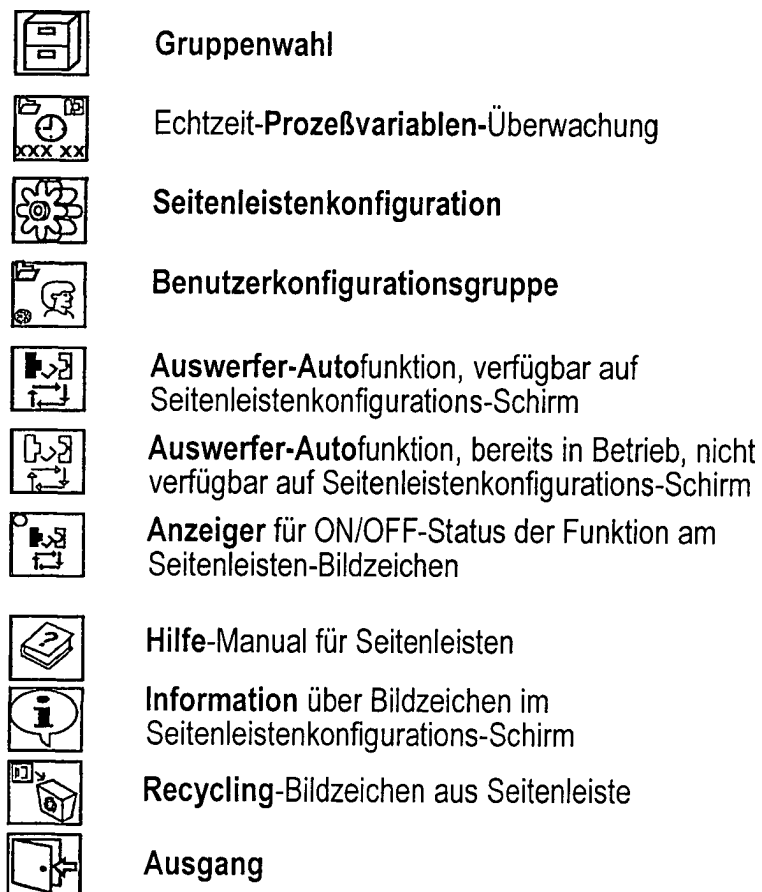 Gruppenwahl
Echtzeit-Prozeßvariablen-Überwachung
XXX XX
Seitenleistenkonfiguration
Benutzerkonfigurationsgruppe
Auswerfer-Autofunktion, verfügbar auf
Seitenleistenkonfigurations-Schirm
Auswerfer-Autofunktion, bereits in Betrieb, nicht
verfügbar auf Seitenleistenkonfigurations-Schirm
Anzeiger für ON/OFF-Status der Funktion am
Seitenleisten-Bildzeichen
?
Hilfe-Manual für Seitenleisten
i
Information über Bildzeichen im
Seitenleistenkonfigurations-Schirm
Recycling-Bildzeichen aus Seitenleiste
Ausgang